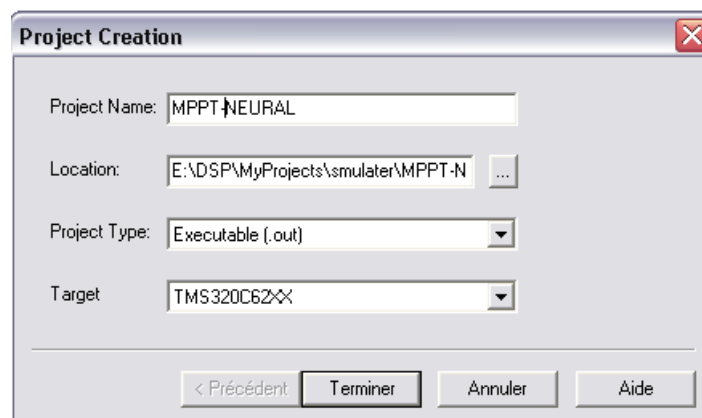 Project Creation
Project Name: MPPT-NEURAL
Location: E:\DSP\MyProjects\smulater\MPPT-N ...
Project Type: Executable (.out)
Target TMS320C62XX
< Précédent Terminer Annuler Aide